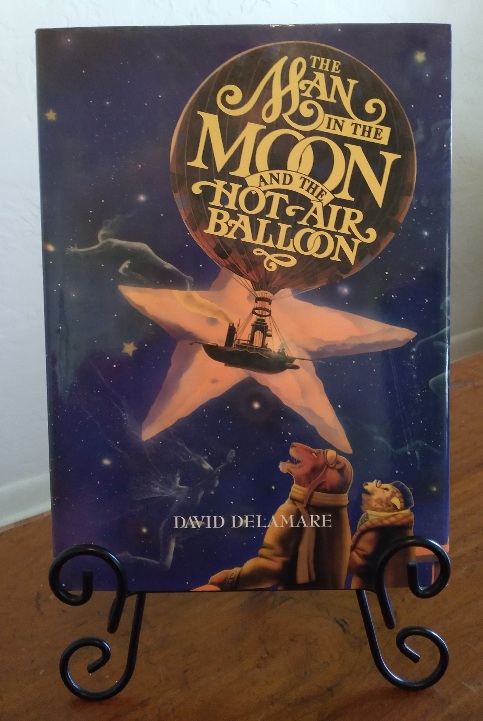 THE
MAN
IN THE
MOON
AND THE
HOT-AIR
BALLOON
DAVID DELAMARE